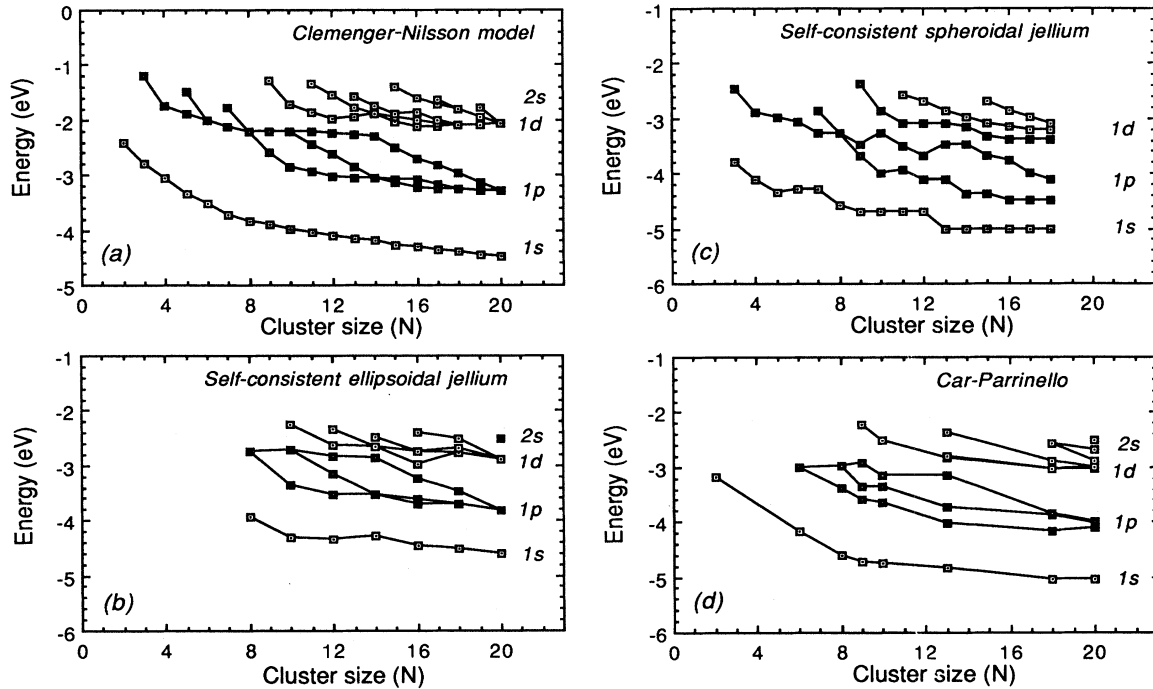 0
-1
-2
-3
-4
-5
Energy (eV)
Clemenger-Nilsson model
2s
1d
1p
1s
(a)
0 4 8 12 16 20
Cluster size (N)
-1
-2
-3
-4
-5
-6
Energy (eV)
Self-consistent ellipsoidal jellium
2s
1d
1p
1s
(b)
0 4 8 12 16 20
Cluster size (N)
-1
-2
-3
-4
-5
-6
Energy (eV)
Self-consistent spheroidal jellium
1d
1p
1s
(c)
0 4 8 12 16 20
Cluster size (N)
-1
-2
-3
-4
-5
-6
Energy (eV)
Car-Parrinello
2s
1d
1p
1s
(d)
0 4 8 12 16 20
Cluster size (N)